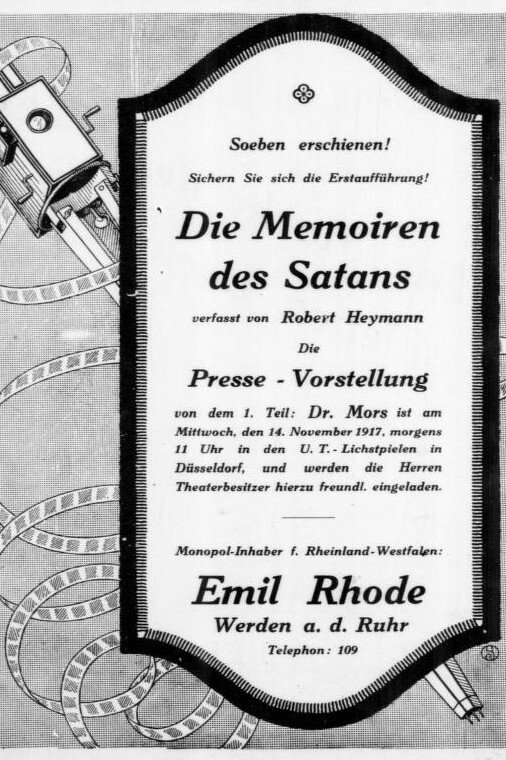 Soeben erschienen!
Sichern Sie sich die Erstaufführung!
Die Memoiren
des Satans
verfasst von Robert Heymann
Die
Presse - Vorstellung
von dem 1. Teil: Dr. Mors ist am
Mittwoch, den 14. November 1917, morgens
11 Uhr in den U. T. - Lichstpielen in
Düsseldorf, und werden die Herren
Theaterbesitzer hierzu freundl. eingeladen.
Monopol-Inhaber f. Rheinland-Westfalen:
Emil Rhode
Werden a. d. Ruhr
Telephon: 109